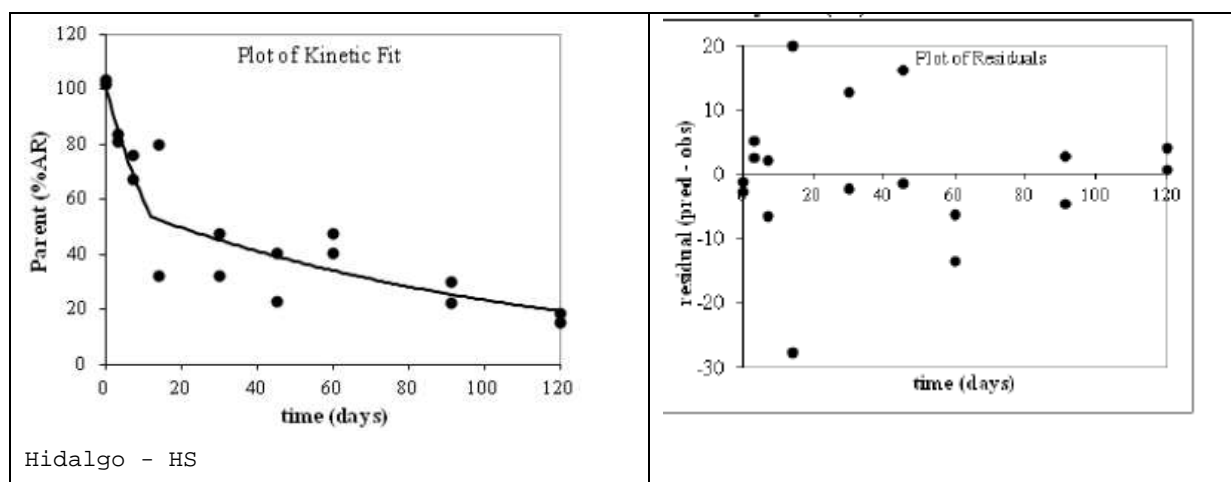 120
Plot of Kinetic Fit
100
80
60
40
20
0
Parent (%AR)
0 20 40 60 80 100 120
time (days)
Hidalgo - HS
20
Plot of Residuals
10
0
-10
-20
-30
residual (pred - obs)
20 40 60 80 100 120
time (days)